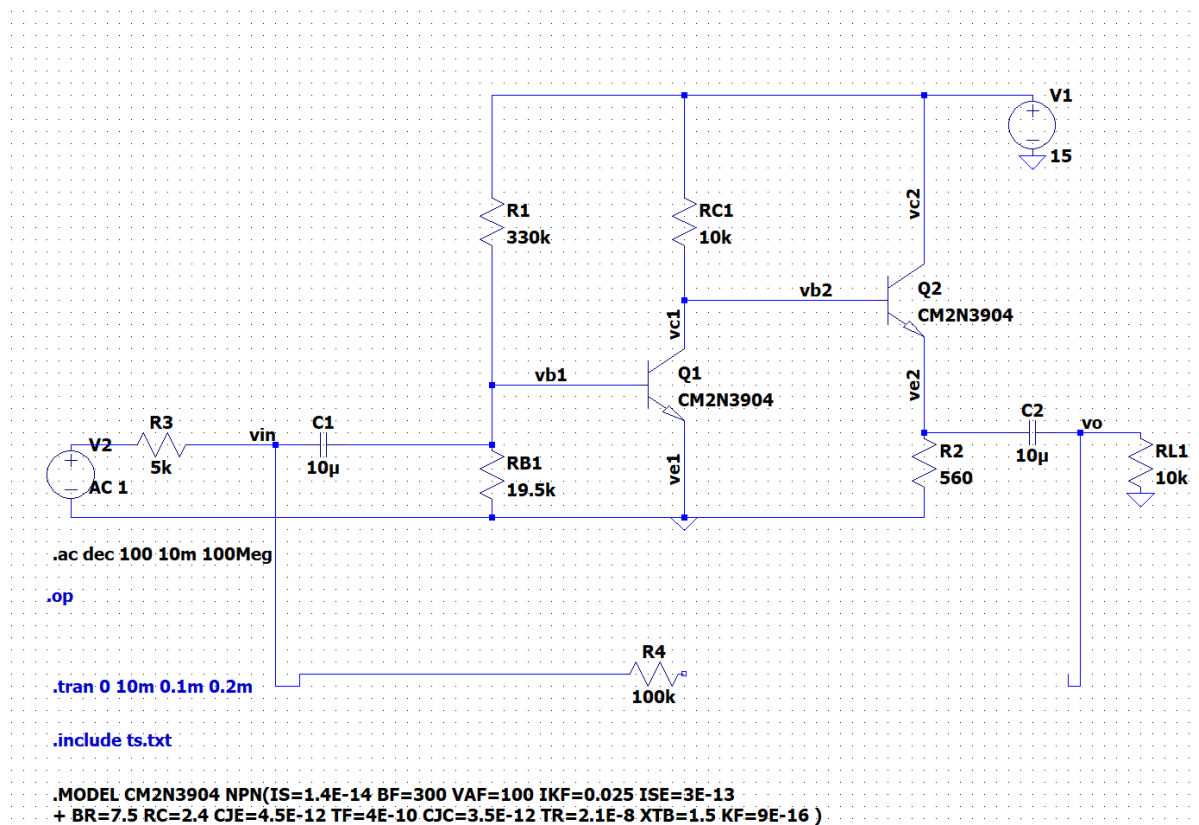 V1
15
R1
330k
RC1
10k
vc2
vb2
Q2
CM2N3904
vc1
vb1
Q1
CM2N3904
ve2
R3
5k
vin
C1
10µ
V2
AC 1
RB1
19.5k
ve1
R2
560
C2
10µ
vo
RL1
10k
.ac dec 100 10m 100Meg
.op
R4
100k
.tran 0 10m 0.1m 0.2m
.include ts.txt
.MODEL CM2N3904 NPN(IS=1.4E-14 BF=300 VAF=100 IKF=0.025 ISE=3E-13
+ BR=7.5 RC=2.4 CJE=4.5E-12 TF=4E-10 CJC=3.5E-12 TR=2.1E-8 XTB=1.5 KF=9E-16 )